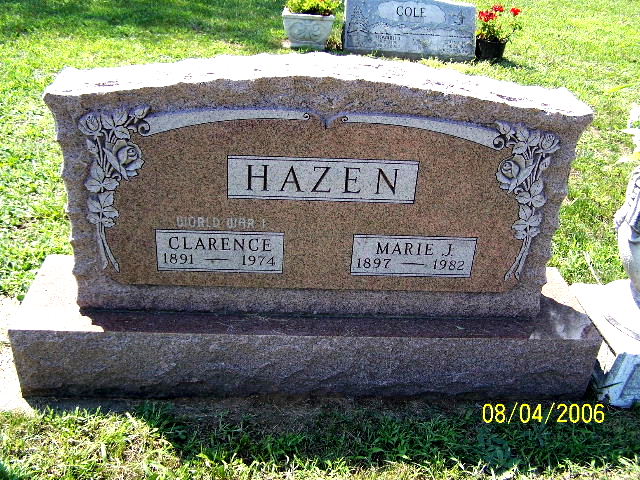 COLE
HAZEN
WORLD WAR I
CLARENCE
1891 — 1974
MARIE J.
1897 — 1982
08/04/2006